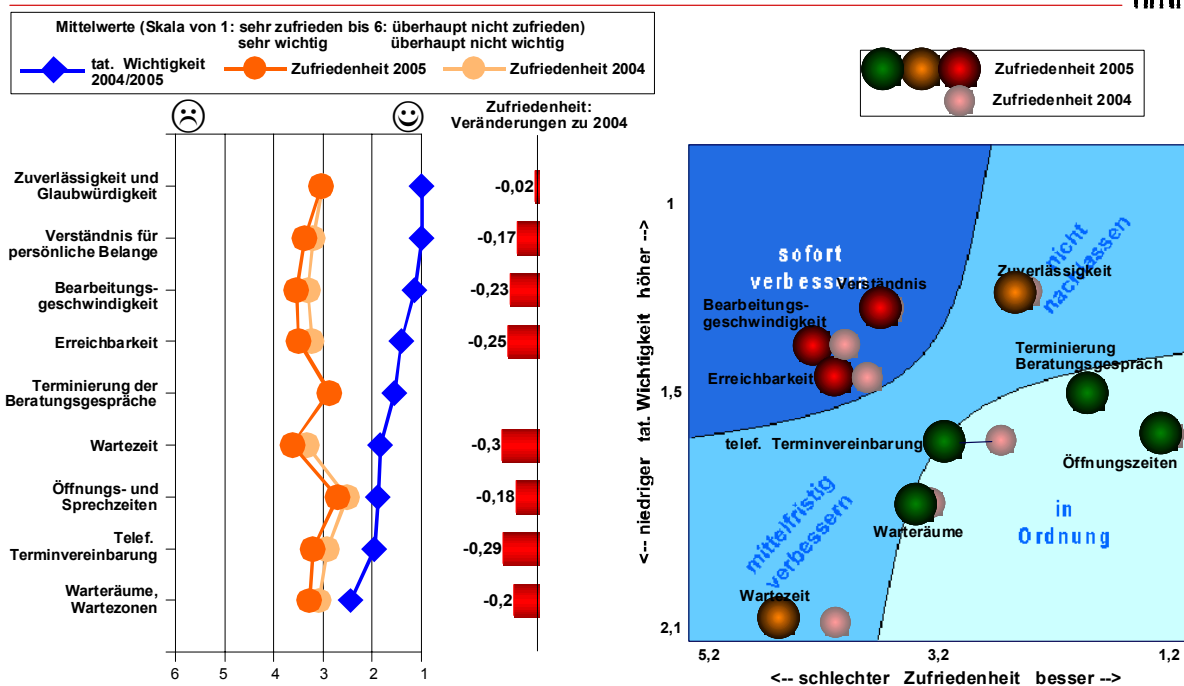 Mittelwerte (Skala von 1: sehr zufrieden bis 6: überhaupt nicht zufrieden)
sehr wichtig überhaupt nicht wichtig
tat. Wichtigkeit
2004/2005
Zufriedenheit 2005
Zufriedenheit 2004
Zufriedenheit:
Veränderungen zu 2004
Zuverlässigkeit und
Glaubwürdigkeit
-0,02
Verständnis für
persönliche Belange
-0,17
Bearbeitungs-
geschwindigkeit
-0,23
Erreichbarkeit
-0,25
Terminierung der
Beratungsgespräche
Wartezeit
-0,3
Öffnungs- und
Sprechzeiten
-0,18
Telef.
Terminvereinbarung
-0,29
Warteräume,
Wartezonen
-0,2
6 5 4 3 2 1
Zufriedenheit 2005
Zufriedenheit 2004
<-- niedriger tat. Wichtigkeit höher -->
1
1,5
2,1
sofort
verbessern
nicht
nachlassen
Verständnis
Zuverlässigkeit
Bearbeitungs-
geschwindigkeit
Erreichbarkeit
Terminierung
Beratungsgespräch
telef. Terminvereinbarung
Öffnungszeiten
Warteräume
in
Ordnung
mittelfristig
verbessern
Wartezeit
5,2 3,2 1,2
<-- schlechter Zufriedenheit besser -->